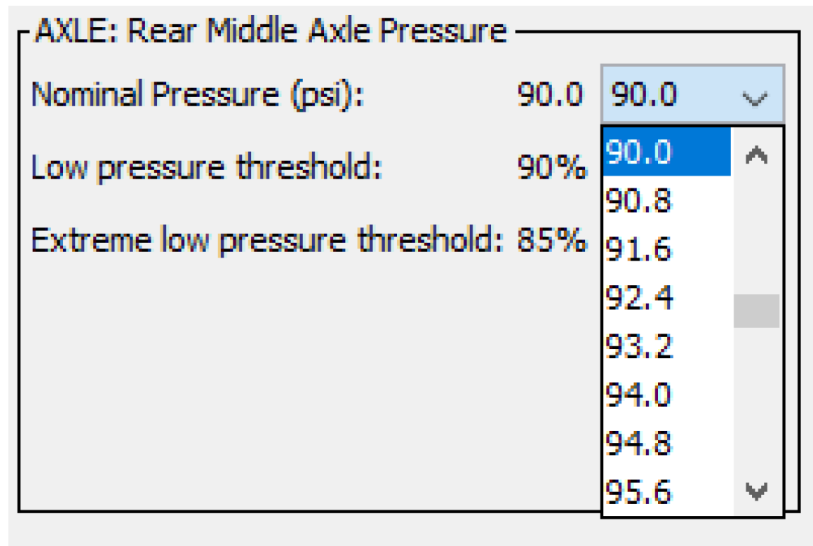 AXLE: Rear Middle Axle Pressure
Nominal Pressure (psi): 90.0 90.0
Low pressure threshold: 90%
Extreme low pressure threshold: 85%
90.0
90.8
91.6
92.4
93.2
94.0
94.8
95.6